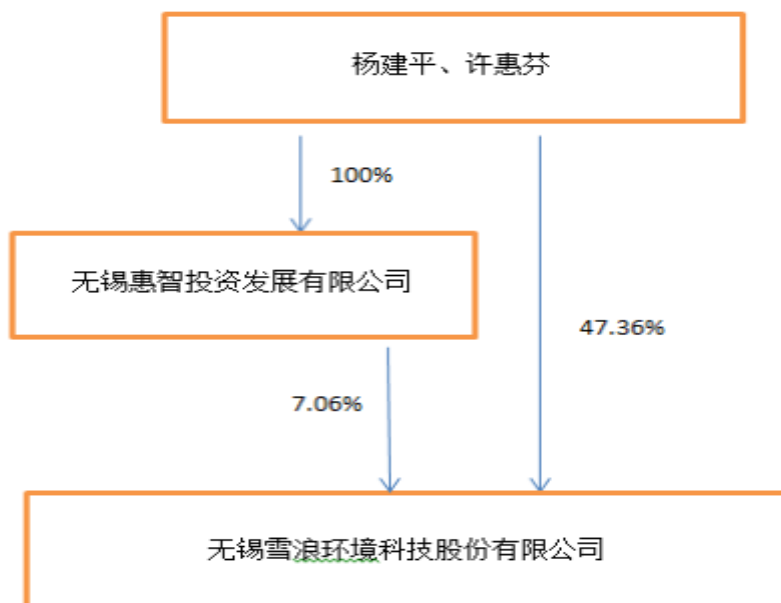 杨建平、许惠芬
100%
无锡惠智投资发展有限公司
47.36%
7.06%
无锡雪浪环境科技股份有限公司